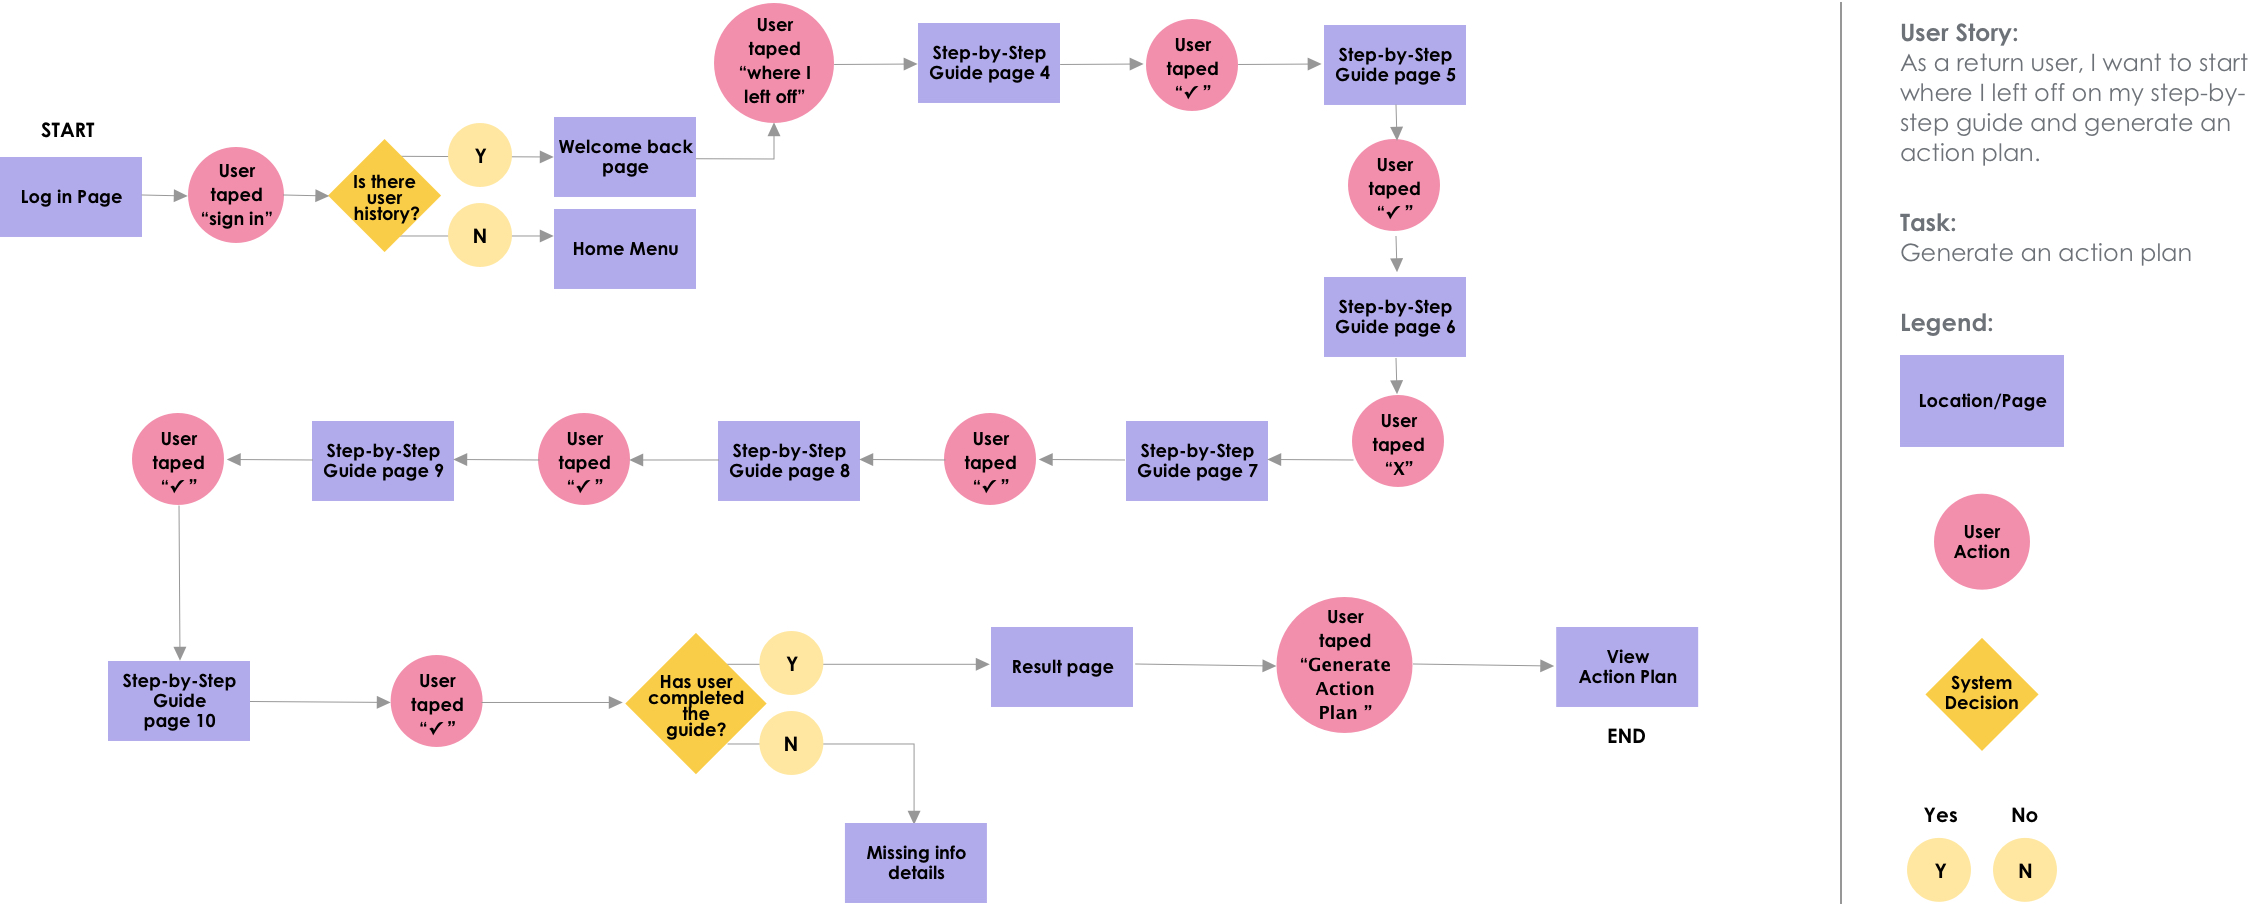 START
Log in Page
User
taped
“sign in”
Is there
user
history?
Y
N
Welcome back
page
Home Menu
User
taped
“where I
left off”
Step-by-Step
Guide page 4
User
taped
“✓ ”
Step-by-Step
Guide page 5
User
taped
“✓ ”
Step-by-Step
Guide page 6
User
taped
“X”
Step-by-Step
Guide page 7
User
taped
“✓ ”
Step-by-Step
Guide page 8
User
taped
“✓ ”
Step-by-Step
Guide page 9
User
taped
“✓ ”
Step-by-Step
Guide
page 10
User
taped
“✓ ”
Has user
completed
the
guide?
Y
N
Missing info
details
Result page
User
taped
“Generate
Action
Plan ”
View
Action Plan
END
User Story:
As a return user, I want to start
where I left off on my step-by-
step guide and generate an
action plan.
Task:
Generate an action plan
Legend:
Location/Page
User
Action
System
Decision
Yes
No
Y
N